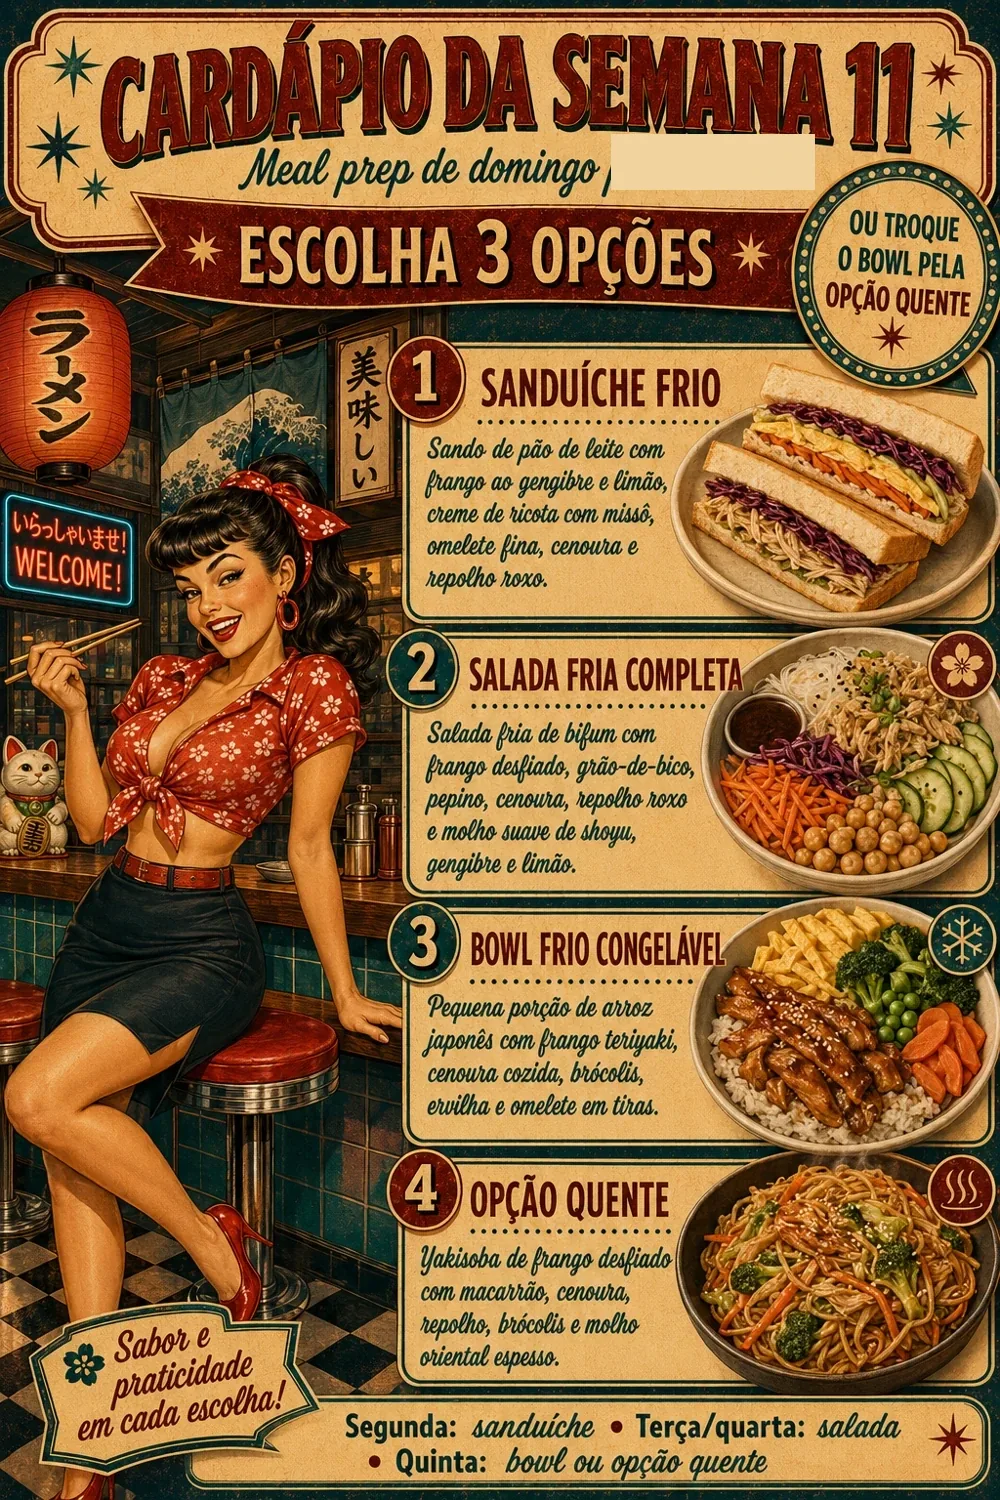 CARDÁPIO DA SEMANA 11
Meal prep de domingo
ESCOLHA 3 OPÇÕES
OU TROQUE
O BOWL PELA
OPÇÃO QUENTE
ラーメン
美味しい
いらっしゃいませ!
WELCOME!
1
SANDUÍCHE FRIO
Sando de pão de leite com
frango ao gengibre e limão,
creme de ricota com missô,
omelete fina, cenoura e
repolho roxo.
2
SALADA FRIA COMPLETA
Salada fria de bifum com
frango desfiado, grão-de-bico,
pepino, cenoura, repolho roxo
e molho suave de shoyu,
gengibre e limão.
3
BOWL FRIO CONGELÁVEL
Pequena porção de arroz
japonês com frango teriyaki,
cenoura cozida, brócolis,
ervilha e omelete em tiras.
4
OPÇÃO QUENTE
Yakisoba de frango desfiado
com macarrão, cenoura,
repolho, brócolis e molho
oriental espesso.
Sabor e
praticidade
em cada escolha!
Segunda: sanduíche • Terça/quarta: salada
• Quinta: bowl ou opção quente